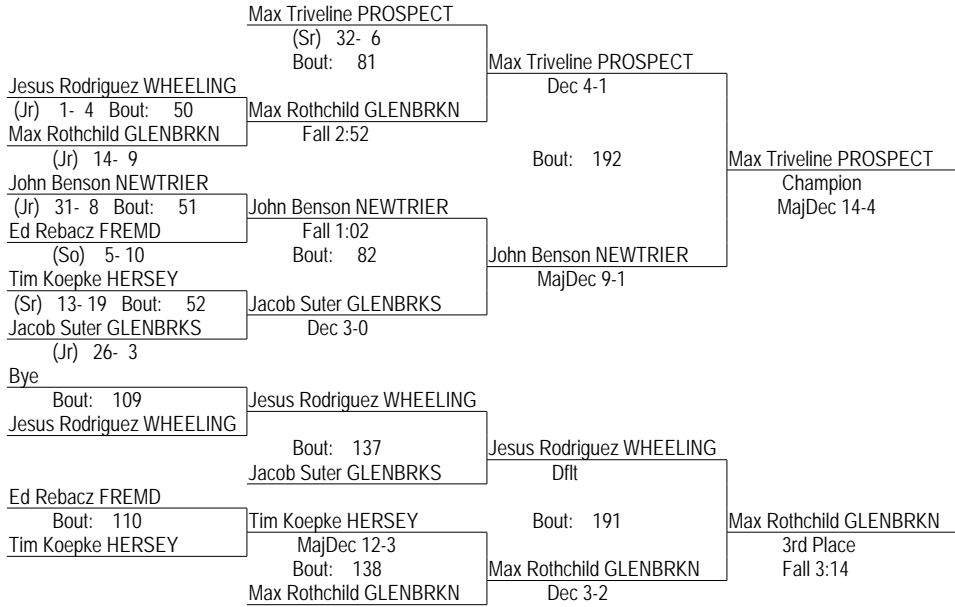 Max Triveline PROSPECT
(Sr) 32- 6
Bout: 81
Max Triveline PROSPECT
Jesus Rodriguez WHEELING
Dec 4-1
(Jr) 1- 4 Bout: 50
Max Rothchild GLENBRKN
Max Rothchild GLENBRKN
Fall 2:52
(Jr) 14- 9
Bout: 192
Max Triveline PROSPECT
John Benson NEWTRIER
Champion
(Jr) 31- 8 Bout: 51
John Benson NEWTRIER
MajDec 14-4
Ed Rebacz FREMD
Fall 1:02
(So) 5- 10
Bout: 82
John Benson NEWTRIER
Tim Koepke HERSEY
MajDec 9-1
(Sr) 13- 19 Bout: 52
Jacob Suter GLENBRKS
Jacob Suter GLENBRKS
Dec 3-0
(Jr) 26- 3
Bye
Bout: 109
Jesus Rodriguez WHEELING
Jesus Rodriguez WHEELING
Bout: 137
Jesus Rodriguez WHEELING
Jacob Suter GLENBRKS
Dflt
Ed Rebacz FREMD
Bout: 110
Tim Koepke HERSEY
Bout: 191
Max Rothchild GLENBRKN
Tim Koepke HERSEY
MajDec 12-3
3rd Place
Bout: 138
Max Rothchild GLENBRKN
Fall 3:14
Max Rothchild GLENBRKN
Dec 3-2